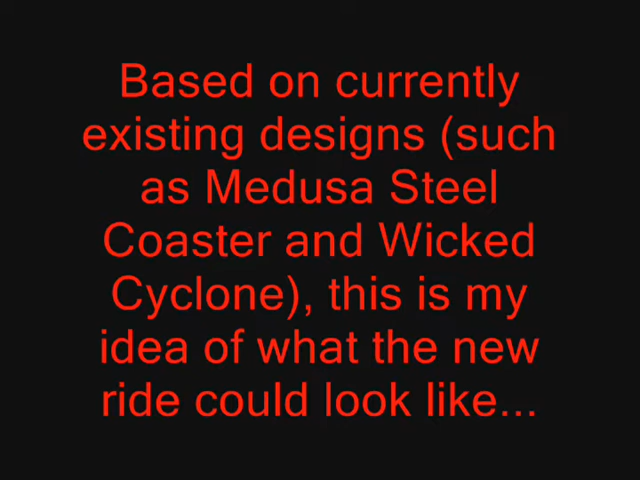 Based on currently
existing designs (such
as Medusa Steel
Coaster and Wicked
Cyclone), this is my
idea of what the new
ride could look like...